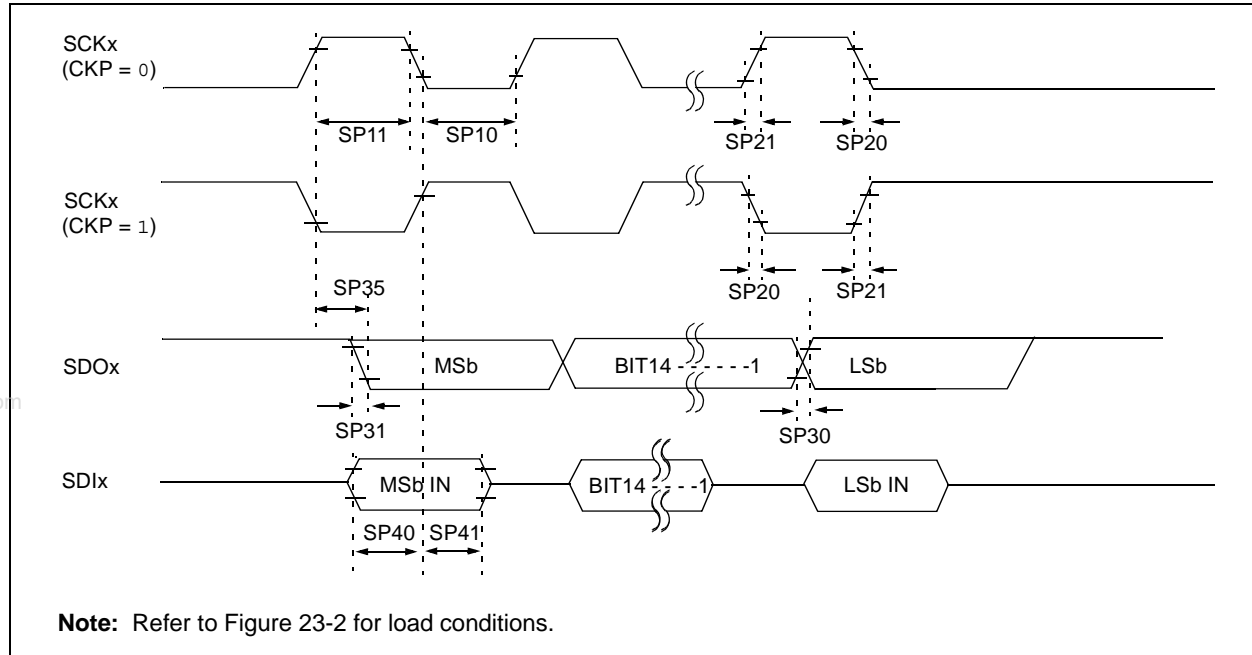 SCKx
(CKP = 0)
SP11
SP10
SP21
SP20
SCKx
(CKP = 1)
SP35
SP20
SP21
SDOx
MSb
BIT14 - - - - - -1
LSb
om
SP31
SP30
SDIx
MSb IN
BIT14 - - - -1
LSb IN
SP40
SP41
Note: Refer to Figure 23-2 for load conditions.